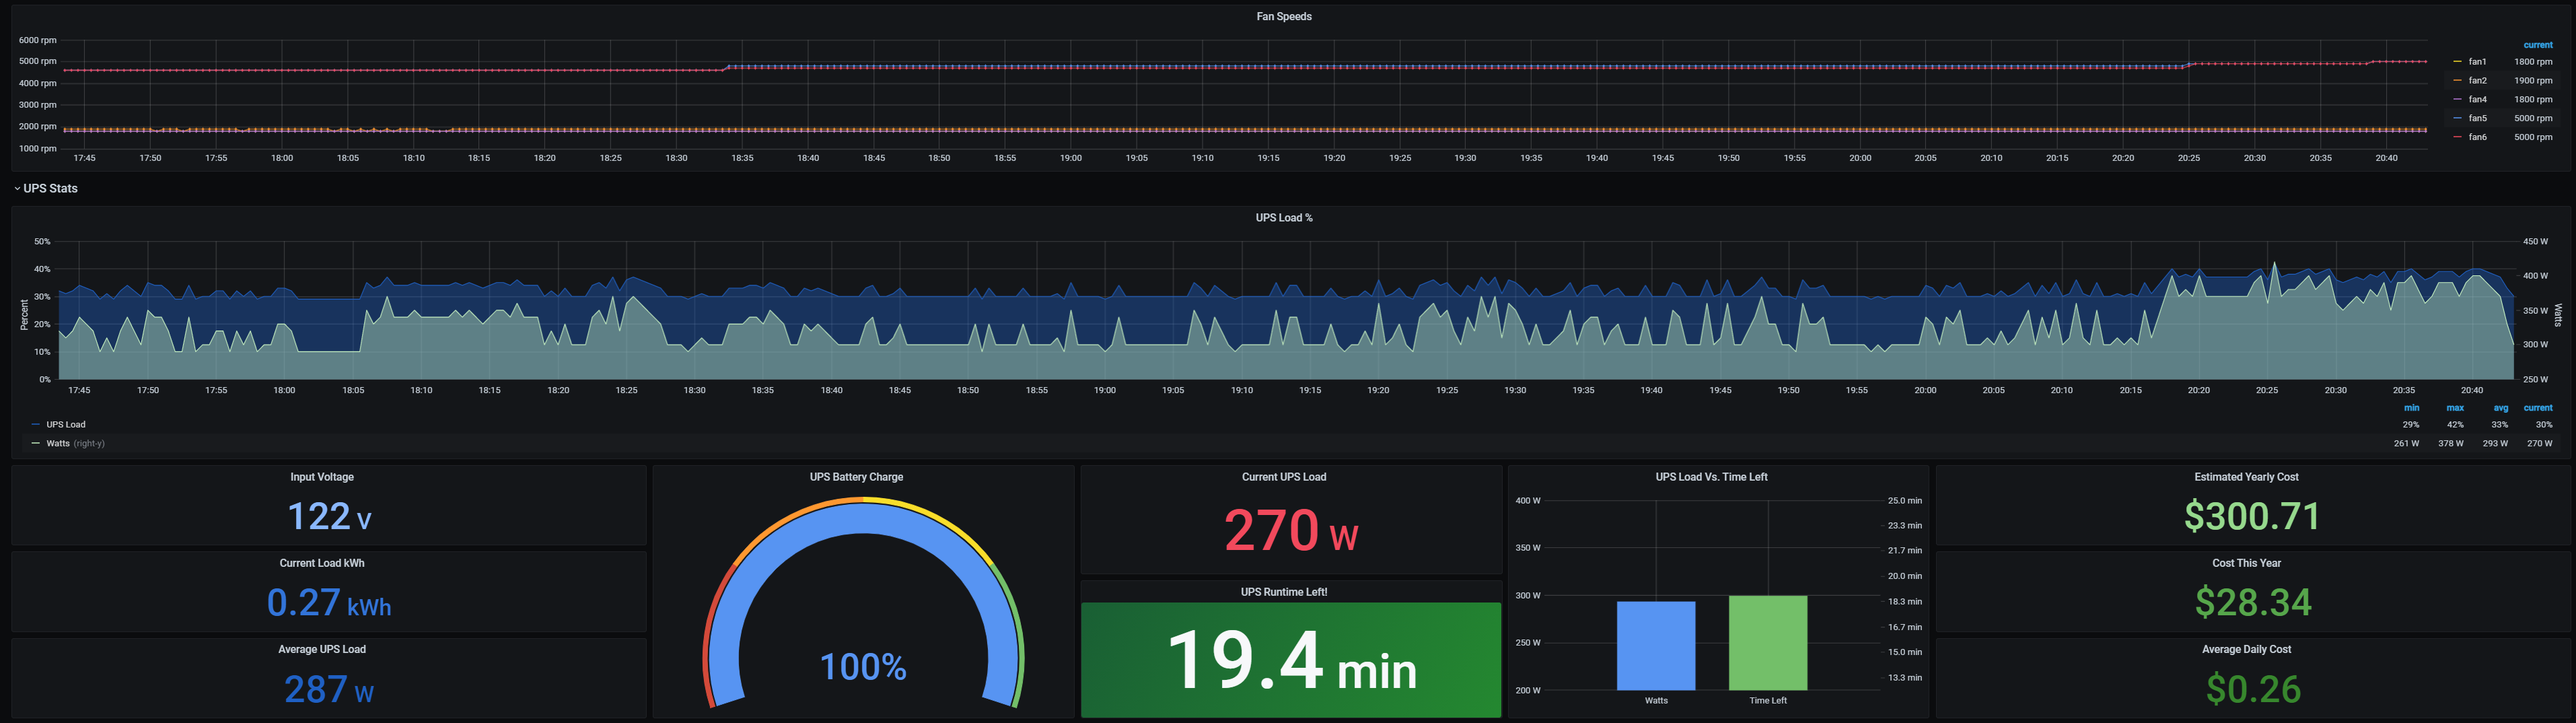 Fan Speeds
6000 rpm
5000 rpm
4000 rpm
3000 rpm
2000 rpm
1000 rpm
17:45 17:50 17:55 18:00 18:05 18:10 18:15 18:20 18:25 18:30 18:35 18:40 18:45 18:50 18:55 19:00 19:05 19:10 19:15 19:20 19:25 19:30 19:35 19:40 19:45 19:50 19:55 20:00 20:05 20:10 20:15 20:20 20:25 20:30 20:35 20:40
current
fan1 1800 rpm
fan2 1900 rpm
fan4 1800 rpm
fan5 5000 rpm
fan6 5000 rpm
UPS Stats
UPS Load %
Percent
50%
40%
30%
20%
10%
0%
450 W
400 W
350 W
300 W
250 W
Watts
17:45 17:50 17:55 18:00 18:05 18:10 18:15 18:20 18:25 18:30 18:35 18:40 18:45 18:50 18:55 19:00 19:05 19:10 19:15 19:20 19:25 19:30 19:35 19:40 19:45 19:50 19:55 20:00 20:05 20:10 20:15 20:20 20:25 20:30 20:35 20:40
min max avg current
UPS Load 29% 42% 33% 30%
Watts (right-y) 261 W 378 W 293 W 270 W
Input Voltage
122 V
Current Load kWh
0.27 kWh
Average UPS Load
287 W
UPS Battery Charge
100%
Current UPS Load
270 W
UPS Runtime Left!
19.4 min
UPS Load Vs. Time Left
400 W
350 W
300 W
250 W
200 W
25.0 min
23.3 min
21.7 min
20.0 min
18.3 min
16.7 min
15.0 min
13.3 min
Watts Time Left
Estimated Yearly Cost
$300.71
Cost This Year
$28.34
Average Daily Cost
$0.26